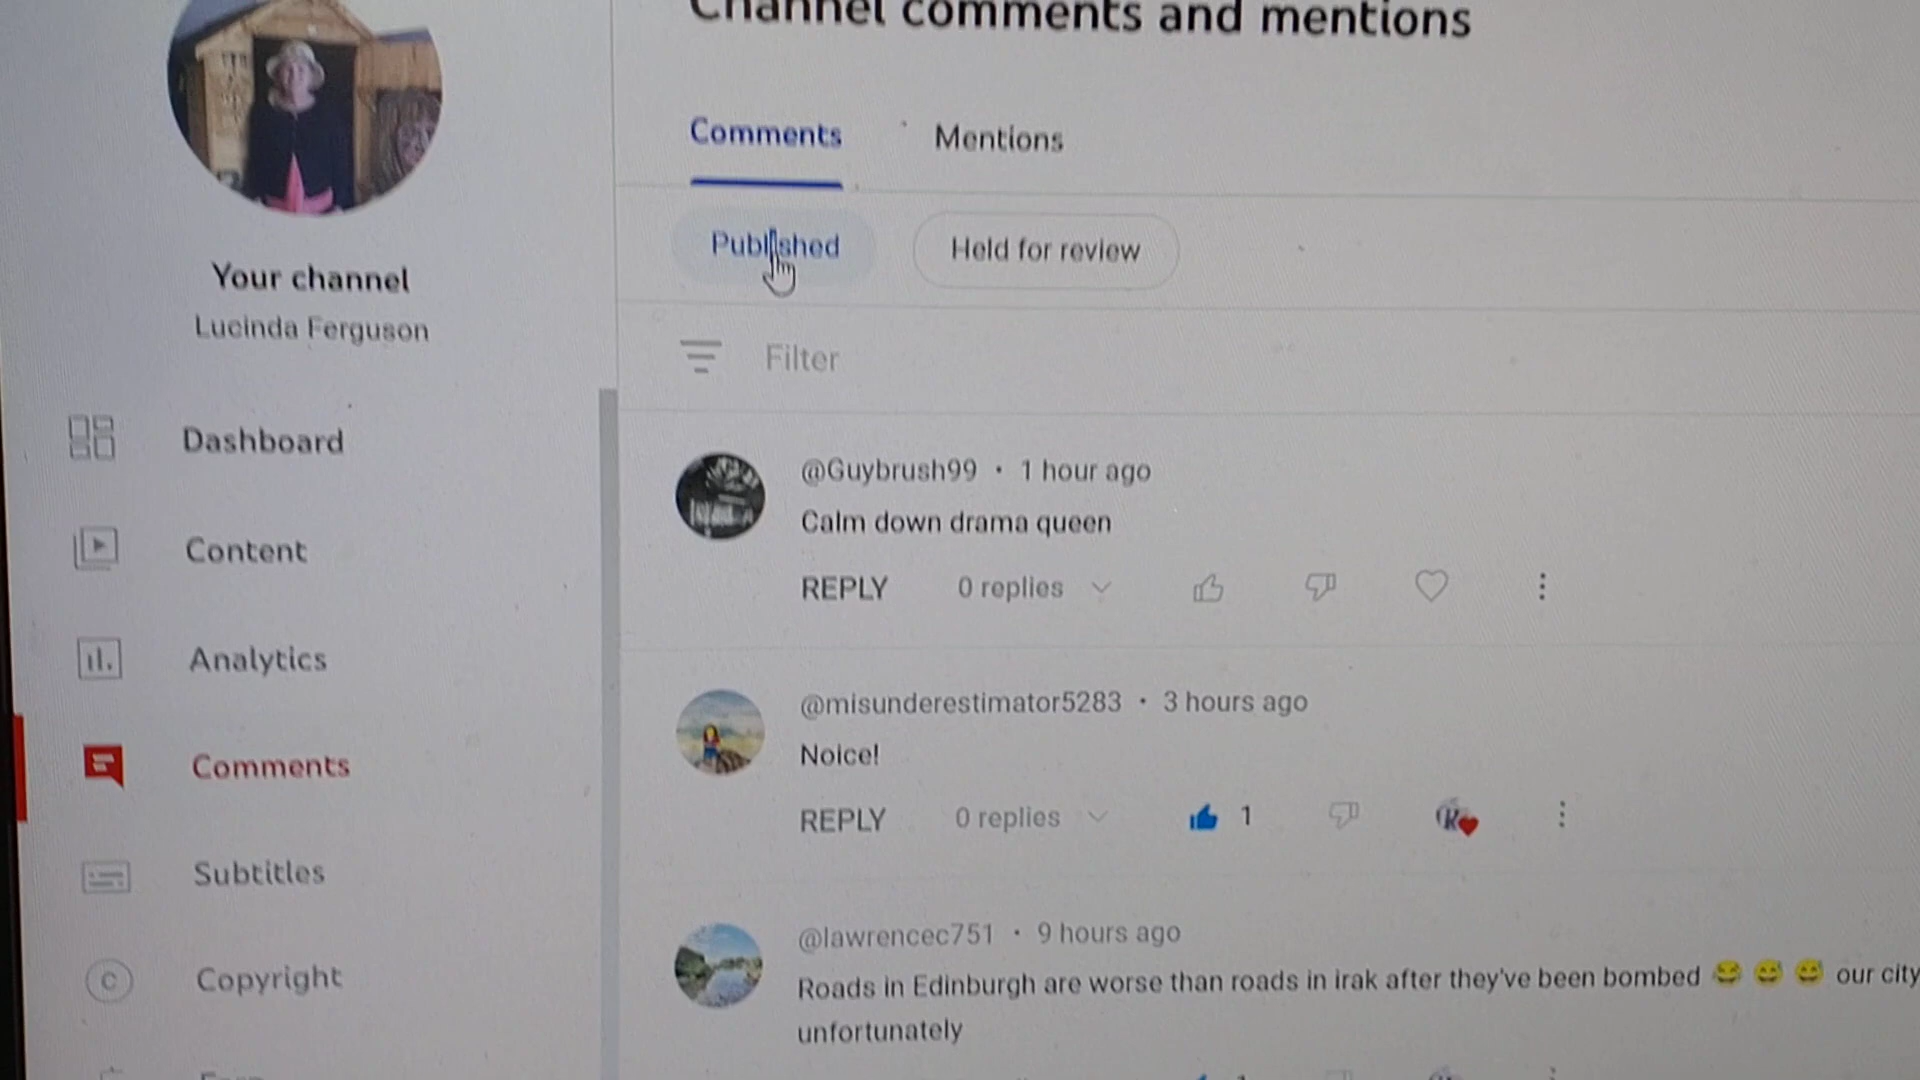 Channel comments and mentions
Comments
Mentions
Published
Held for review
Your channel
Lucinda Ferguson
Filter
Dashboard
Content
Analytics
Comments
Subtitles
Copyright
@Guybrush99 · 1 hour ago
Calm down drama queen
REPLY 0 replies
@misunderestimator5283 · 3 hours ago
Noice!
REPLY 0 replies 1
@lawrencec751 · 9 hours ago
Roads in Edinburgh are worse than roads in irak after they've been bombed 😂 😅 😅 our city
unfortunately